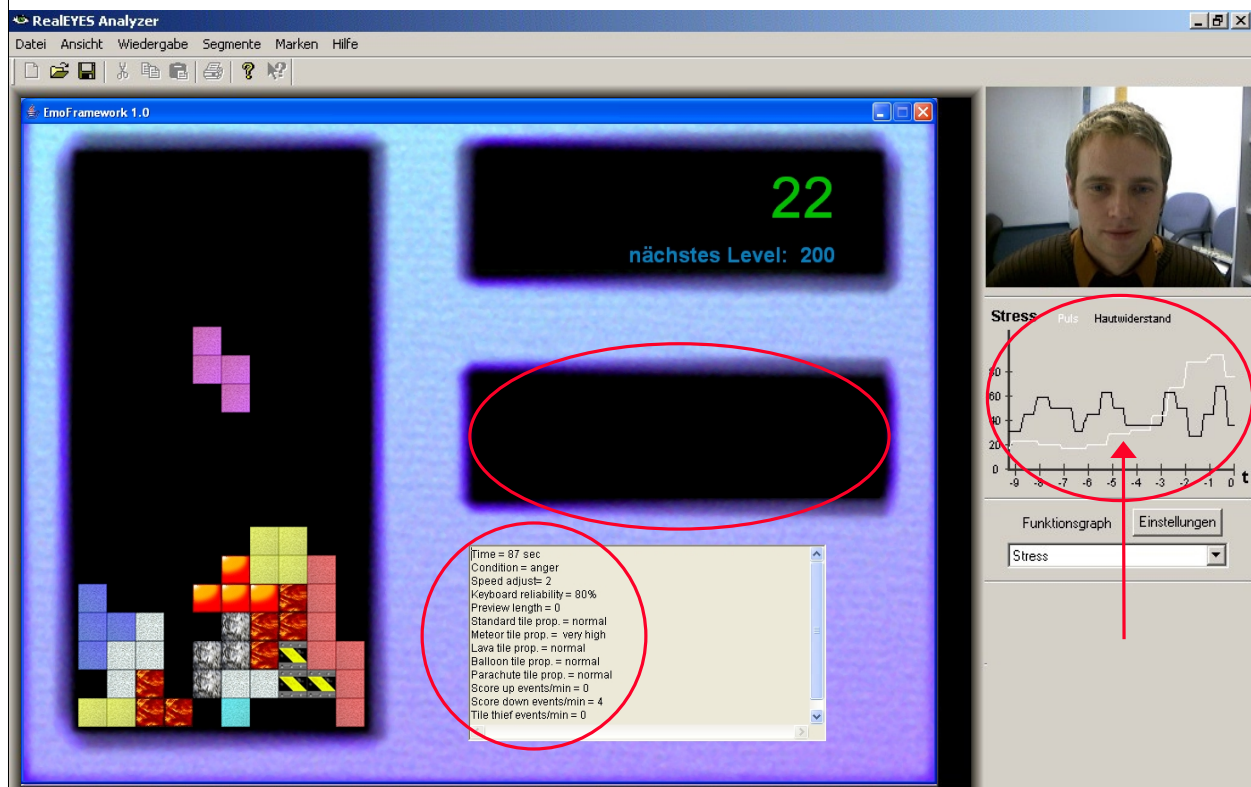 RealEYES Analyzer
Datei Ansicht Wiedergabe Segmente Marken Hilfe
EmoFramework 1.0
22
nächstes Level: 200
Time = 87 sec
Condition = anger
Speed adjust= 2
Keyboard reliability = 80%
Preview length = 0
Standard tile prop. = normal
Meteor tile prop. = very high
Lava tile prop. = normal
Balloon tile prop. = normal
Parachute tile prop. = normal
Score up events/min = 0
Score down events/min = 4
Tile thief events/min = 0
Stress Puls Hautwiderstand
80
60
40
20
0
-9 -8 -7 -6 -5 -4 -3 -2 -1 0 t
Funktionsgraph Einstellungen
Stress